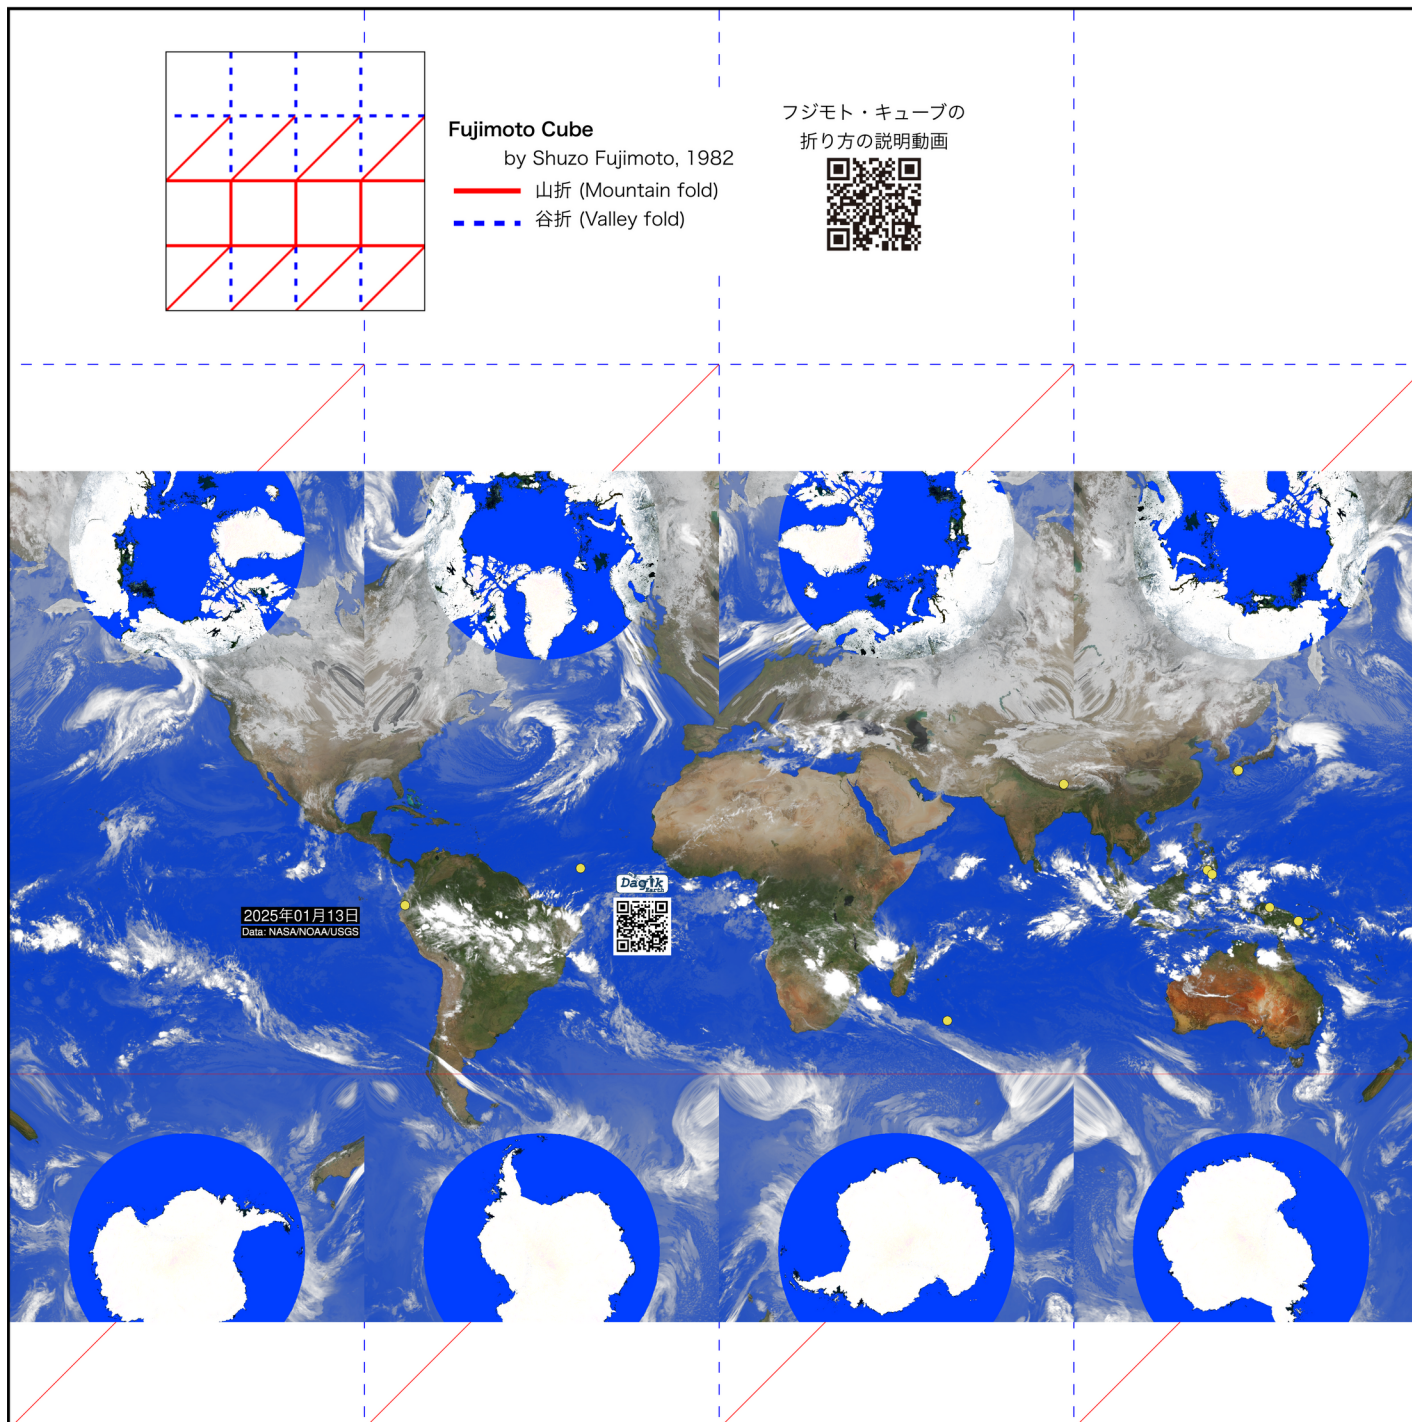 Fujimoto Cube
by Shuzo Fujimoto, 1982
山折 (Mountain fold)
谷折 (Valley fold)
フジモト・キューブの
折り方の説明動画
Dagik
Earth
2025年01月13日
Data: NASA/NOAA/USGS